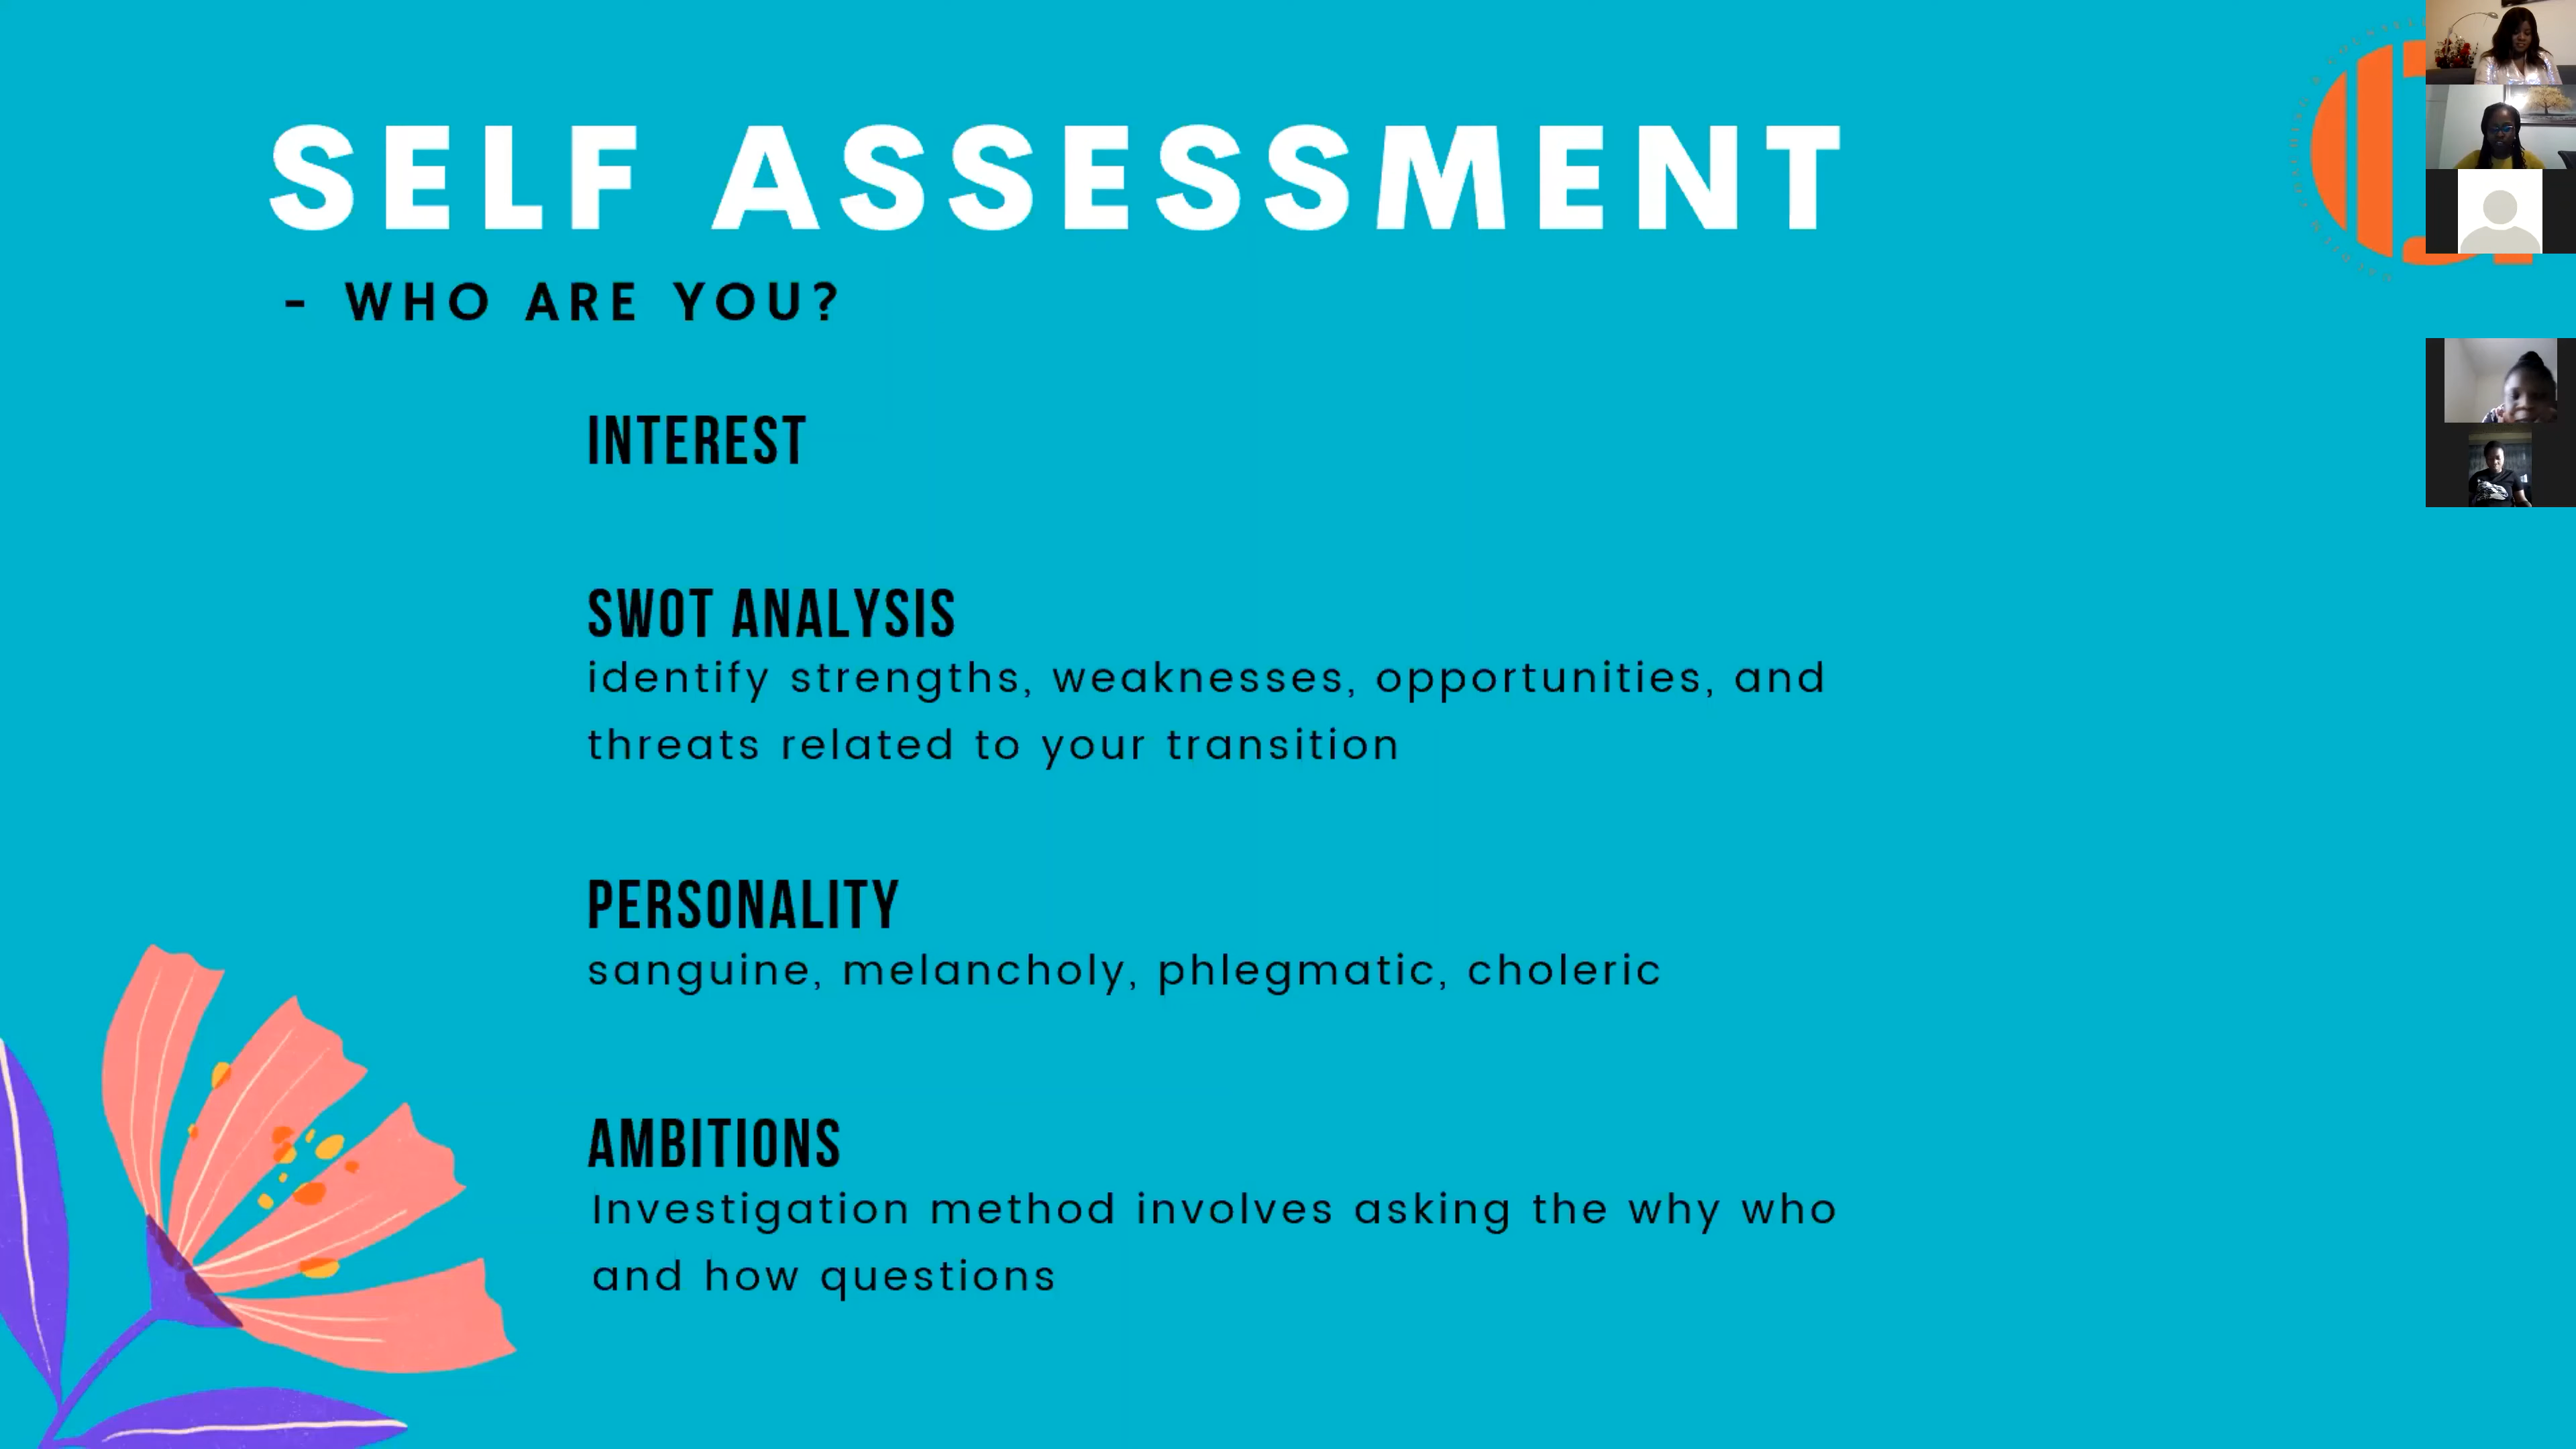 SELF ASSESSMENT
- WHO ARE YOU?
INTEREST
SWOT ANALYSIS
identify strengths, weaknesses, opportunities, and
threats related to your transition
PERSONALITY
sanguine, melancholy, phlegmatic, choleric
AMBITIONS
Investigation method involves asking the why who
and how questions